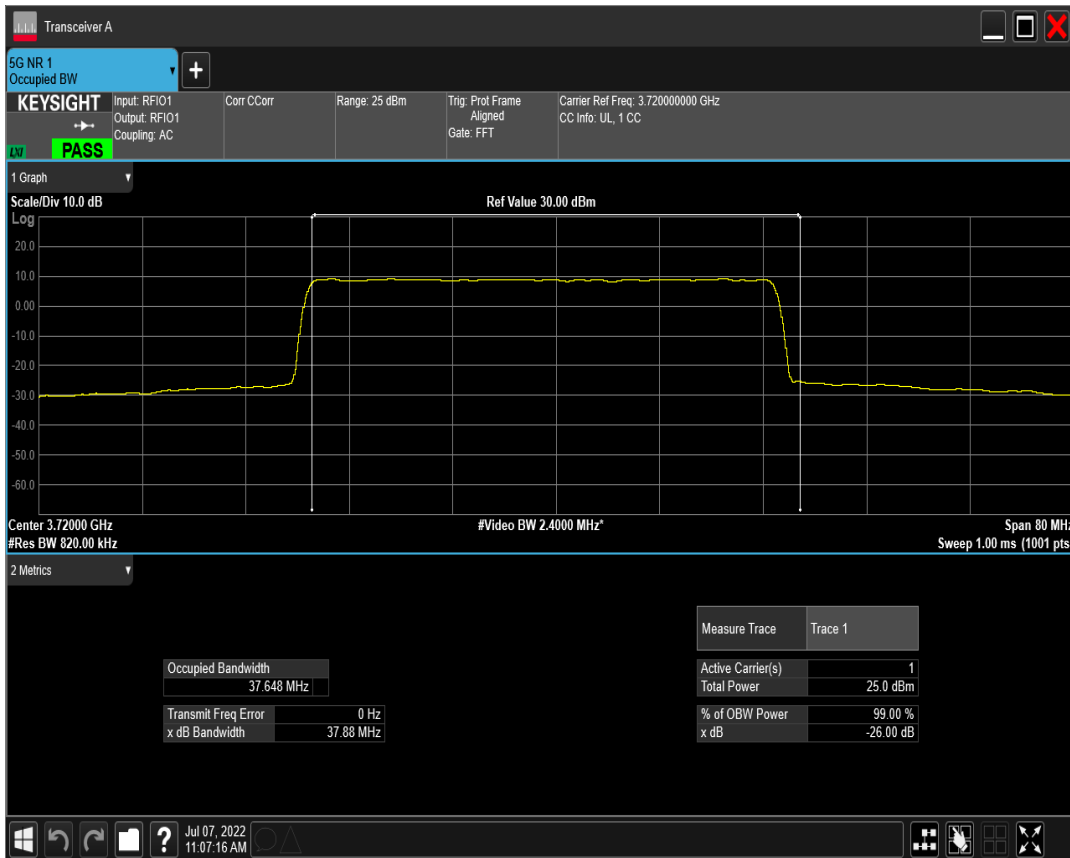 Transceiver A
5G NR 1
Occupied BW
KEYSIGHT
LXI
PASS
Input: RFIO1
Output: RFIO1
Coupling: AC
Corr CCorr
Range: 25 dBm
Trig: Prot Frame
Aligned
Gate: FFT
Carrier Ref Freq: 3.720000000 GHz
CC Info: UL, 1 CC
1 Graph
Scale/Div 10.0 dB
Ref Value 30.00 dBm
Log
20.0
10.0
0.00
-10.0
-20.0
-30.0
-40.0
-50.0
-60.0
Center 3.72000 GHz
#Video BW 2.4000 MHz*
Span 80 MHz
#Res BW 820.00 kHz
Sweep 1.00 ms (1001 pts
2 Metrics
Measure Trace Trace 1
Occupied Bandwidth
37.648 MHz
Active Carrier(s) 1
Total Power 25.0 dBm
Transmit Freq Error 0 Hz
x dB Bandwidth 37.88 MHz
% of OBW Power 99.00 %
x dB -26.00 dB
?
Jul 07, 2022
11:07:16 AM